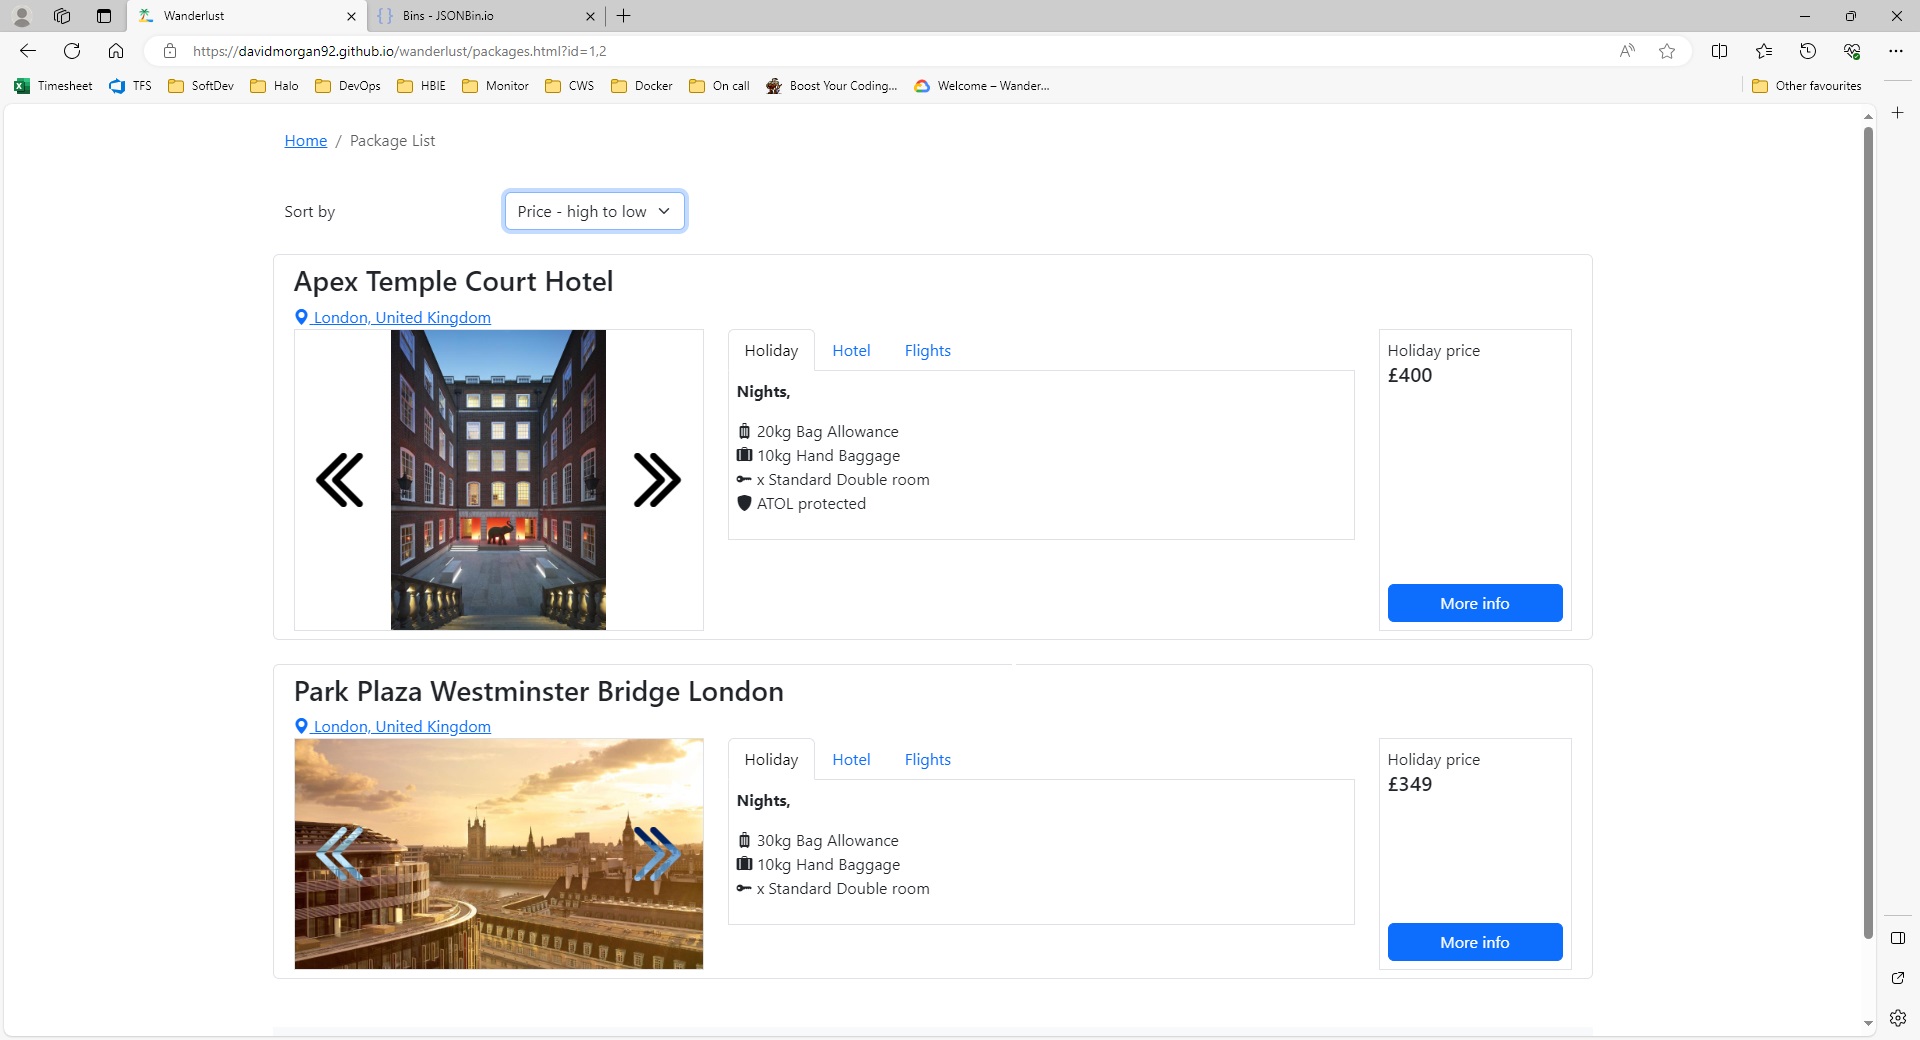 Wanderlust
Bins - JSONBin.io
https://davidmorgan92.github.io/wanderlust/packages.html?id=1,2
Timesheet
TFS
SoftDev
Halo
DevOps
HBIE
Monitor
CWS
Docker
On call
Boost Your Coding...
Welcome – Wander...
Other favourites
Home / Package List
Sort by
Price - high to low
Apex Temple Court Hotel
London, United Kingdom
Holiday
Hotel
Flights
Nights,
20kg Bag Allowance
10kg Hand Baggage
x Standard Double room
ATOL protected
Holiday price
£400
More info
Park Plaza Westminster Bridge London
London, United Kingdom
Holiday
Hotel
Flights
Nights,
30kg Bag Allowance
10kg Hand Baggage
x Standard Double room
Holiday price
£349
More info